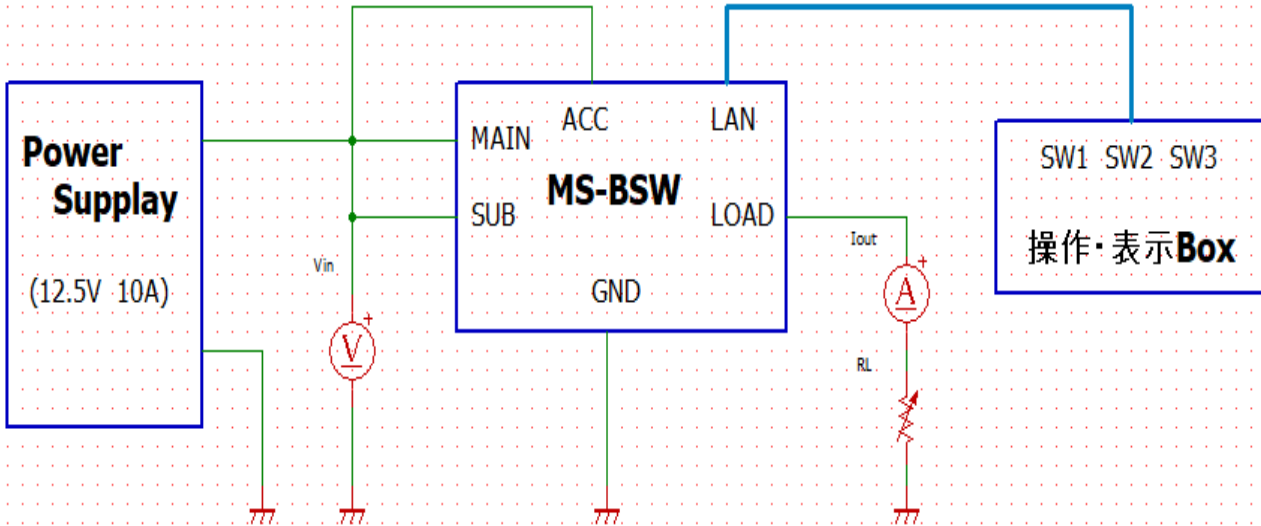 Power
Supplay
(12.5V 10A)
Vin
+
V
ACC
LAN
MAIN
MS-BSW
SUB
LOAD
GND
Iout
+
A
RL
SW1 SW2 SW3
操作・表示Box